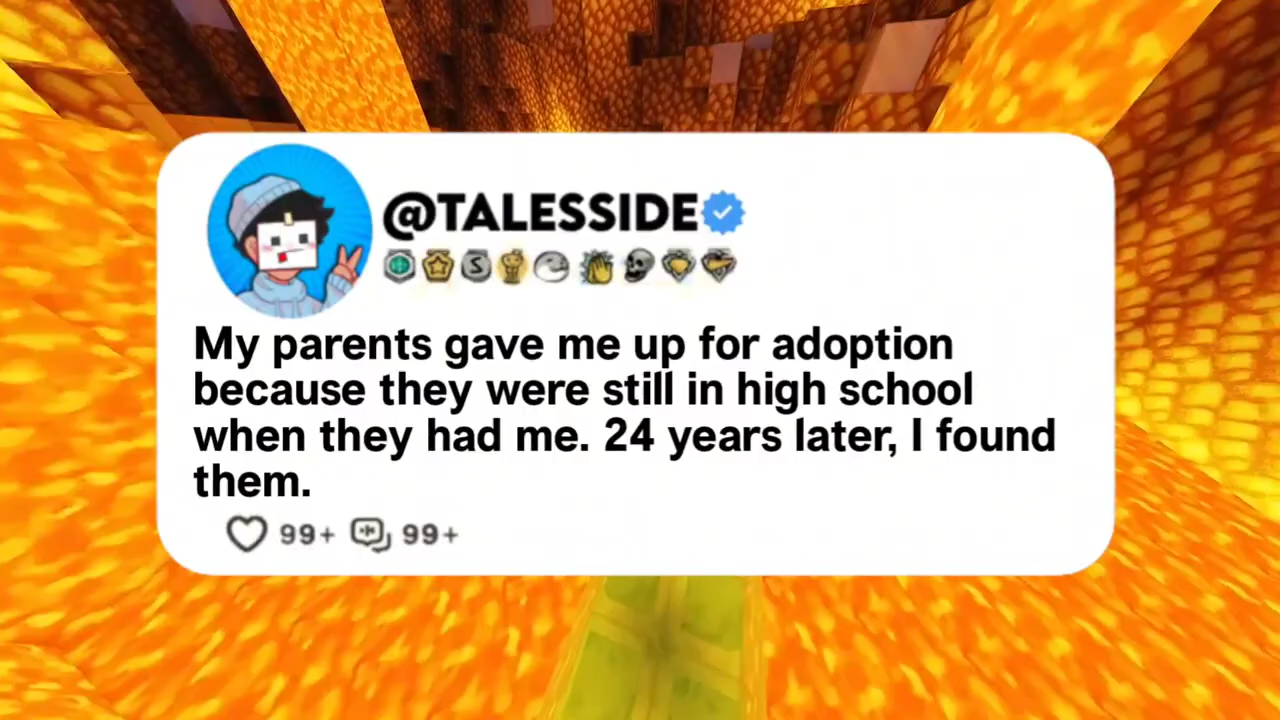 @TALESSIDE
My parents gave me up for adoption
because they were still in high school
when they had me. 24 years later, I found
them.
99+ 99+